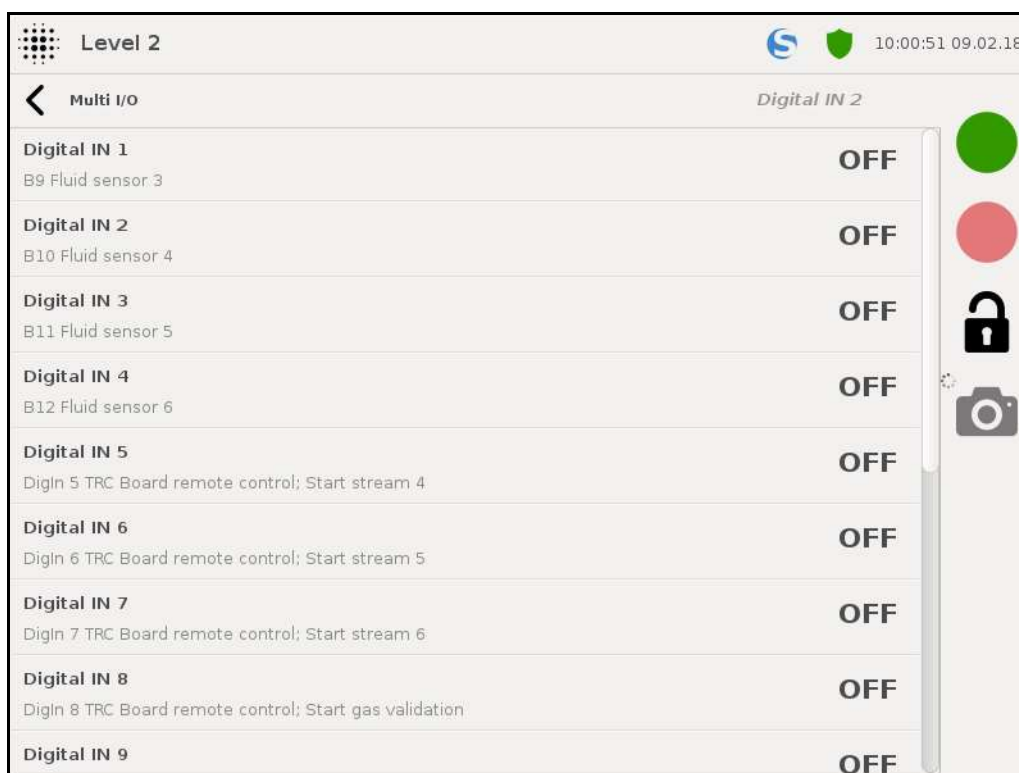 Level 2
10:00:51 09.02.18
Multi I/O
Digital IN 2
Digital IN 1
OFF
B9 Fluid sensor 3
Digital IN 2
OFF
B10 Fluid sensor 4
Digital IN 3
OFF
B11 Fluid sensor 5
Digital IN 4
OFF
B12 Fluid sensor 6
Digital IN 5
OFF
DigIn 5 TRC Board remote control; Start stream 4
Digital IN 6
OFF
DigIn 6 TRC Board remote control; Start stream 5
Digital IN 7
OFF
DigIn 7 TRC Board remote control; Start stream 6
Digital IN 8
OFF
DigIn 8 TRC Board remote control; Start gas validation
Digital IN 9
OFF